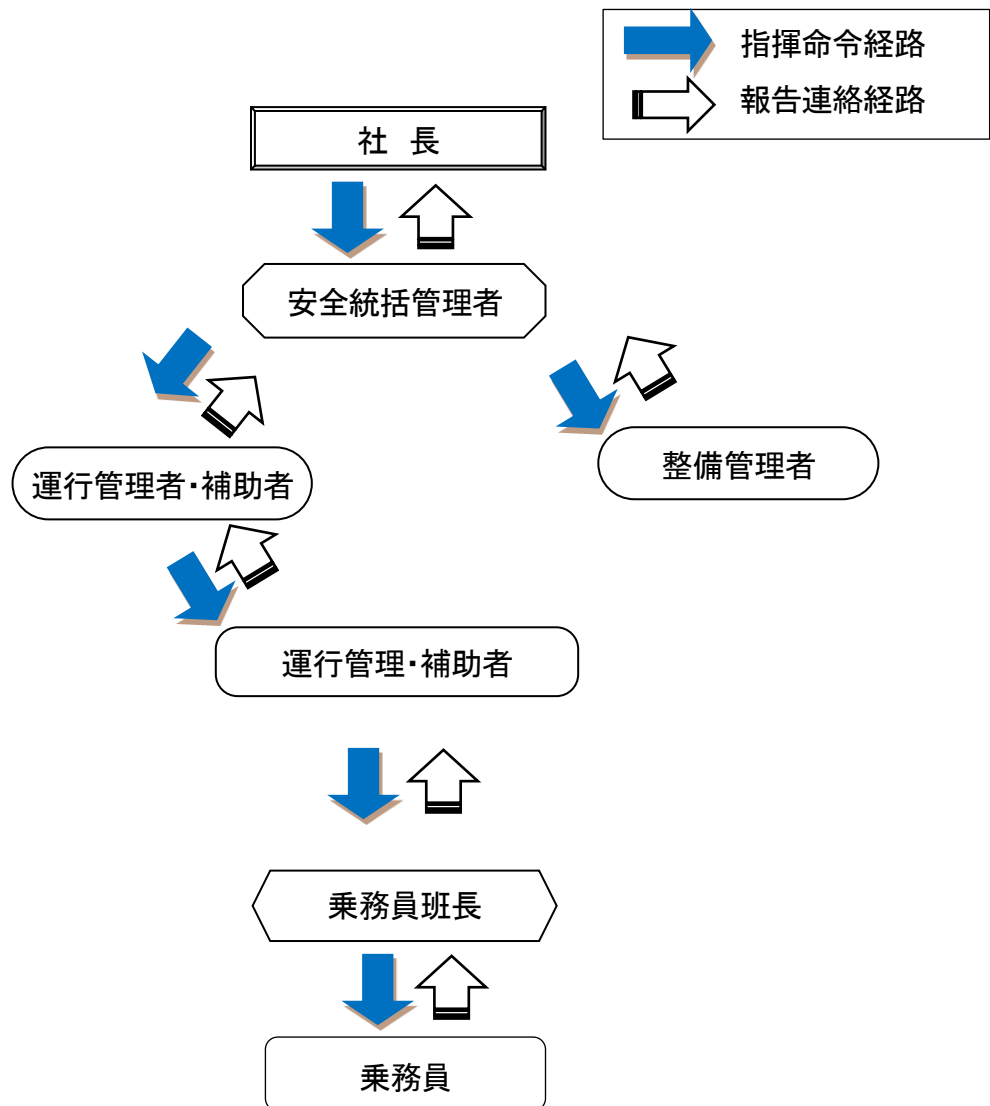 指揮命令経路
報告連絡経路
社 長
安全統括管理者
運行管理者・補助者
整備管理者
運行管理・補助者
乗務員班長
乗務員